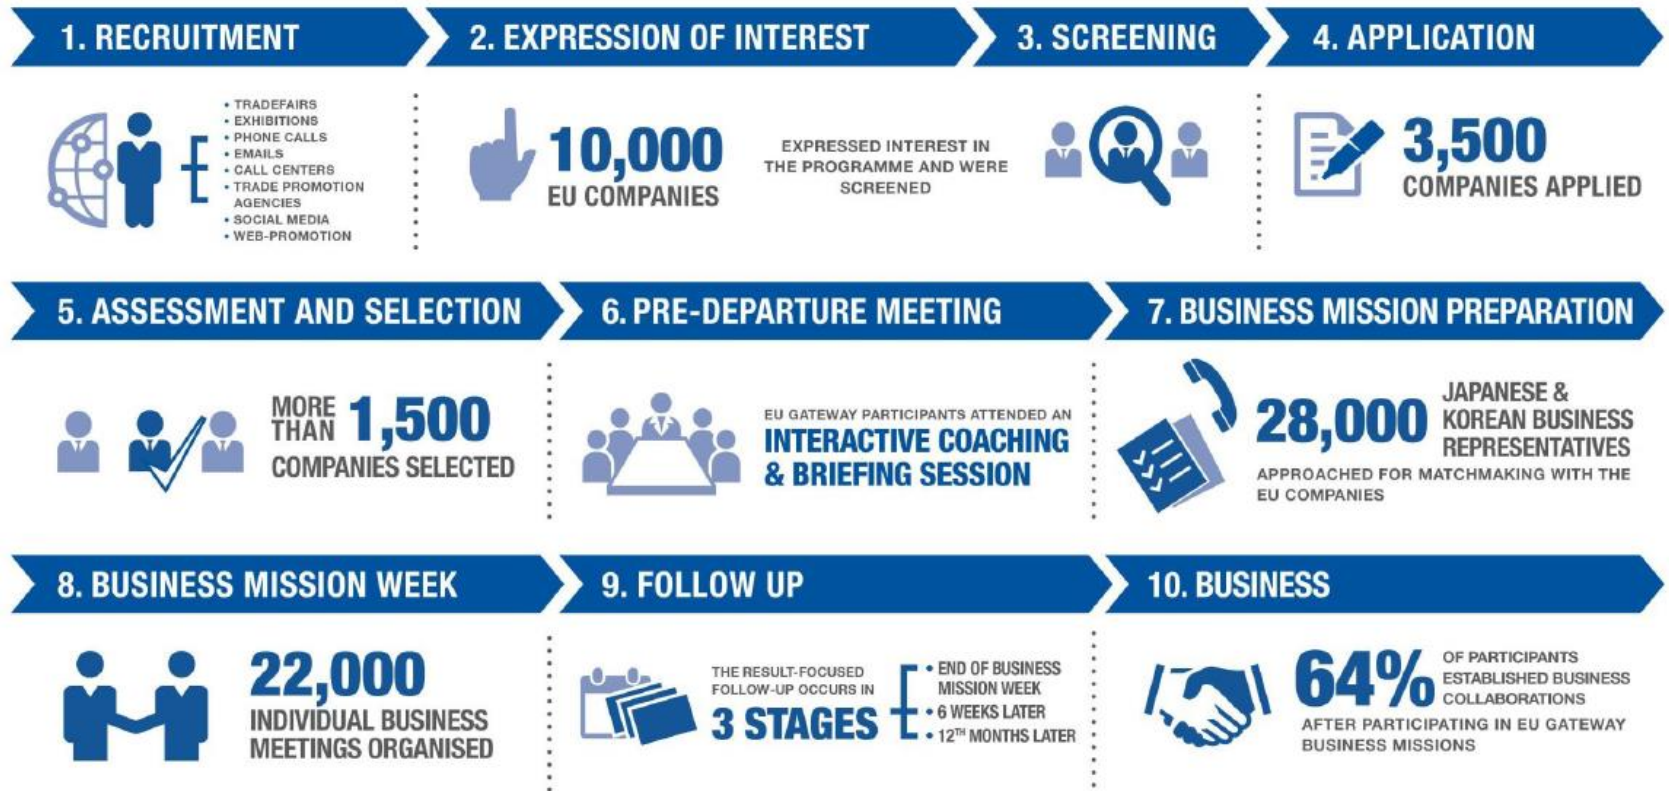 1. RECRUITMENT
2. EXPRESSION OF INTEREST
3. SCREENING
4. APPLICATION
• TRADEFAIRS
• EXHIBITIONS
• PHONE CALLS
• EMAILS
• CALL CENTERS
• TRADE PROMOTION
AGENCIES
• SOCIAL MEDIA
• WEB-PROMOTION
10,000
EU COMPANIES
EXPRESSED INTEREST IN
THE PROGRAMME AND WERE
SCREENED
3,500
COMPANIES APPLIED
5. ASSESSMENT AND SELECTION
6. PRE-DEPARTURE MEETING
7. BUSINESS MISSION PREPARATION
MORE
THAN 1,500
COMPANIES SELECTED
EU GATEWAY PARTICIPANTS ATTENDED AN
INTERACTIVE COACHING
& BRIEFING SESSION
28,000
JAPANESE &
KOREAN BUSINESS
REPRESENTATIVES
APPROACHED FOR MATCHMAKING WITH THE
EU COMPANIES
8. BUSINESS MISSION WEEK
9. FOLLOW UP
10. BUSINESS
22,000
INDIVIDUAL BUSINESS
MEETINGS ORGANISED
THE RESULT-FOCUSED
FOLLOW-UP OCCURS IN
3 STAGES
• END OF BUSINESS
MISSION WEEK
• 6 WEEKS LATER
• 12TH MONTHS LATER
64%
OF PARTICIPANTS
ESTABLISHED BUSINESS
COLLABORATIONS
AFTER PARTICIPATING IN EU GATEWAY
BUSINESS MISSIONS